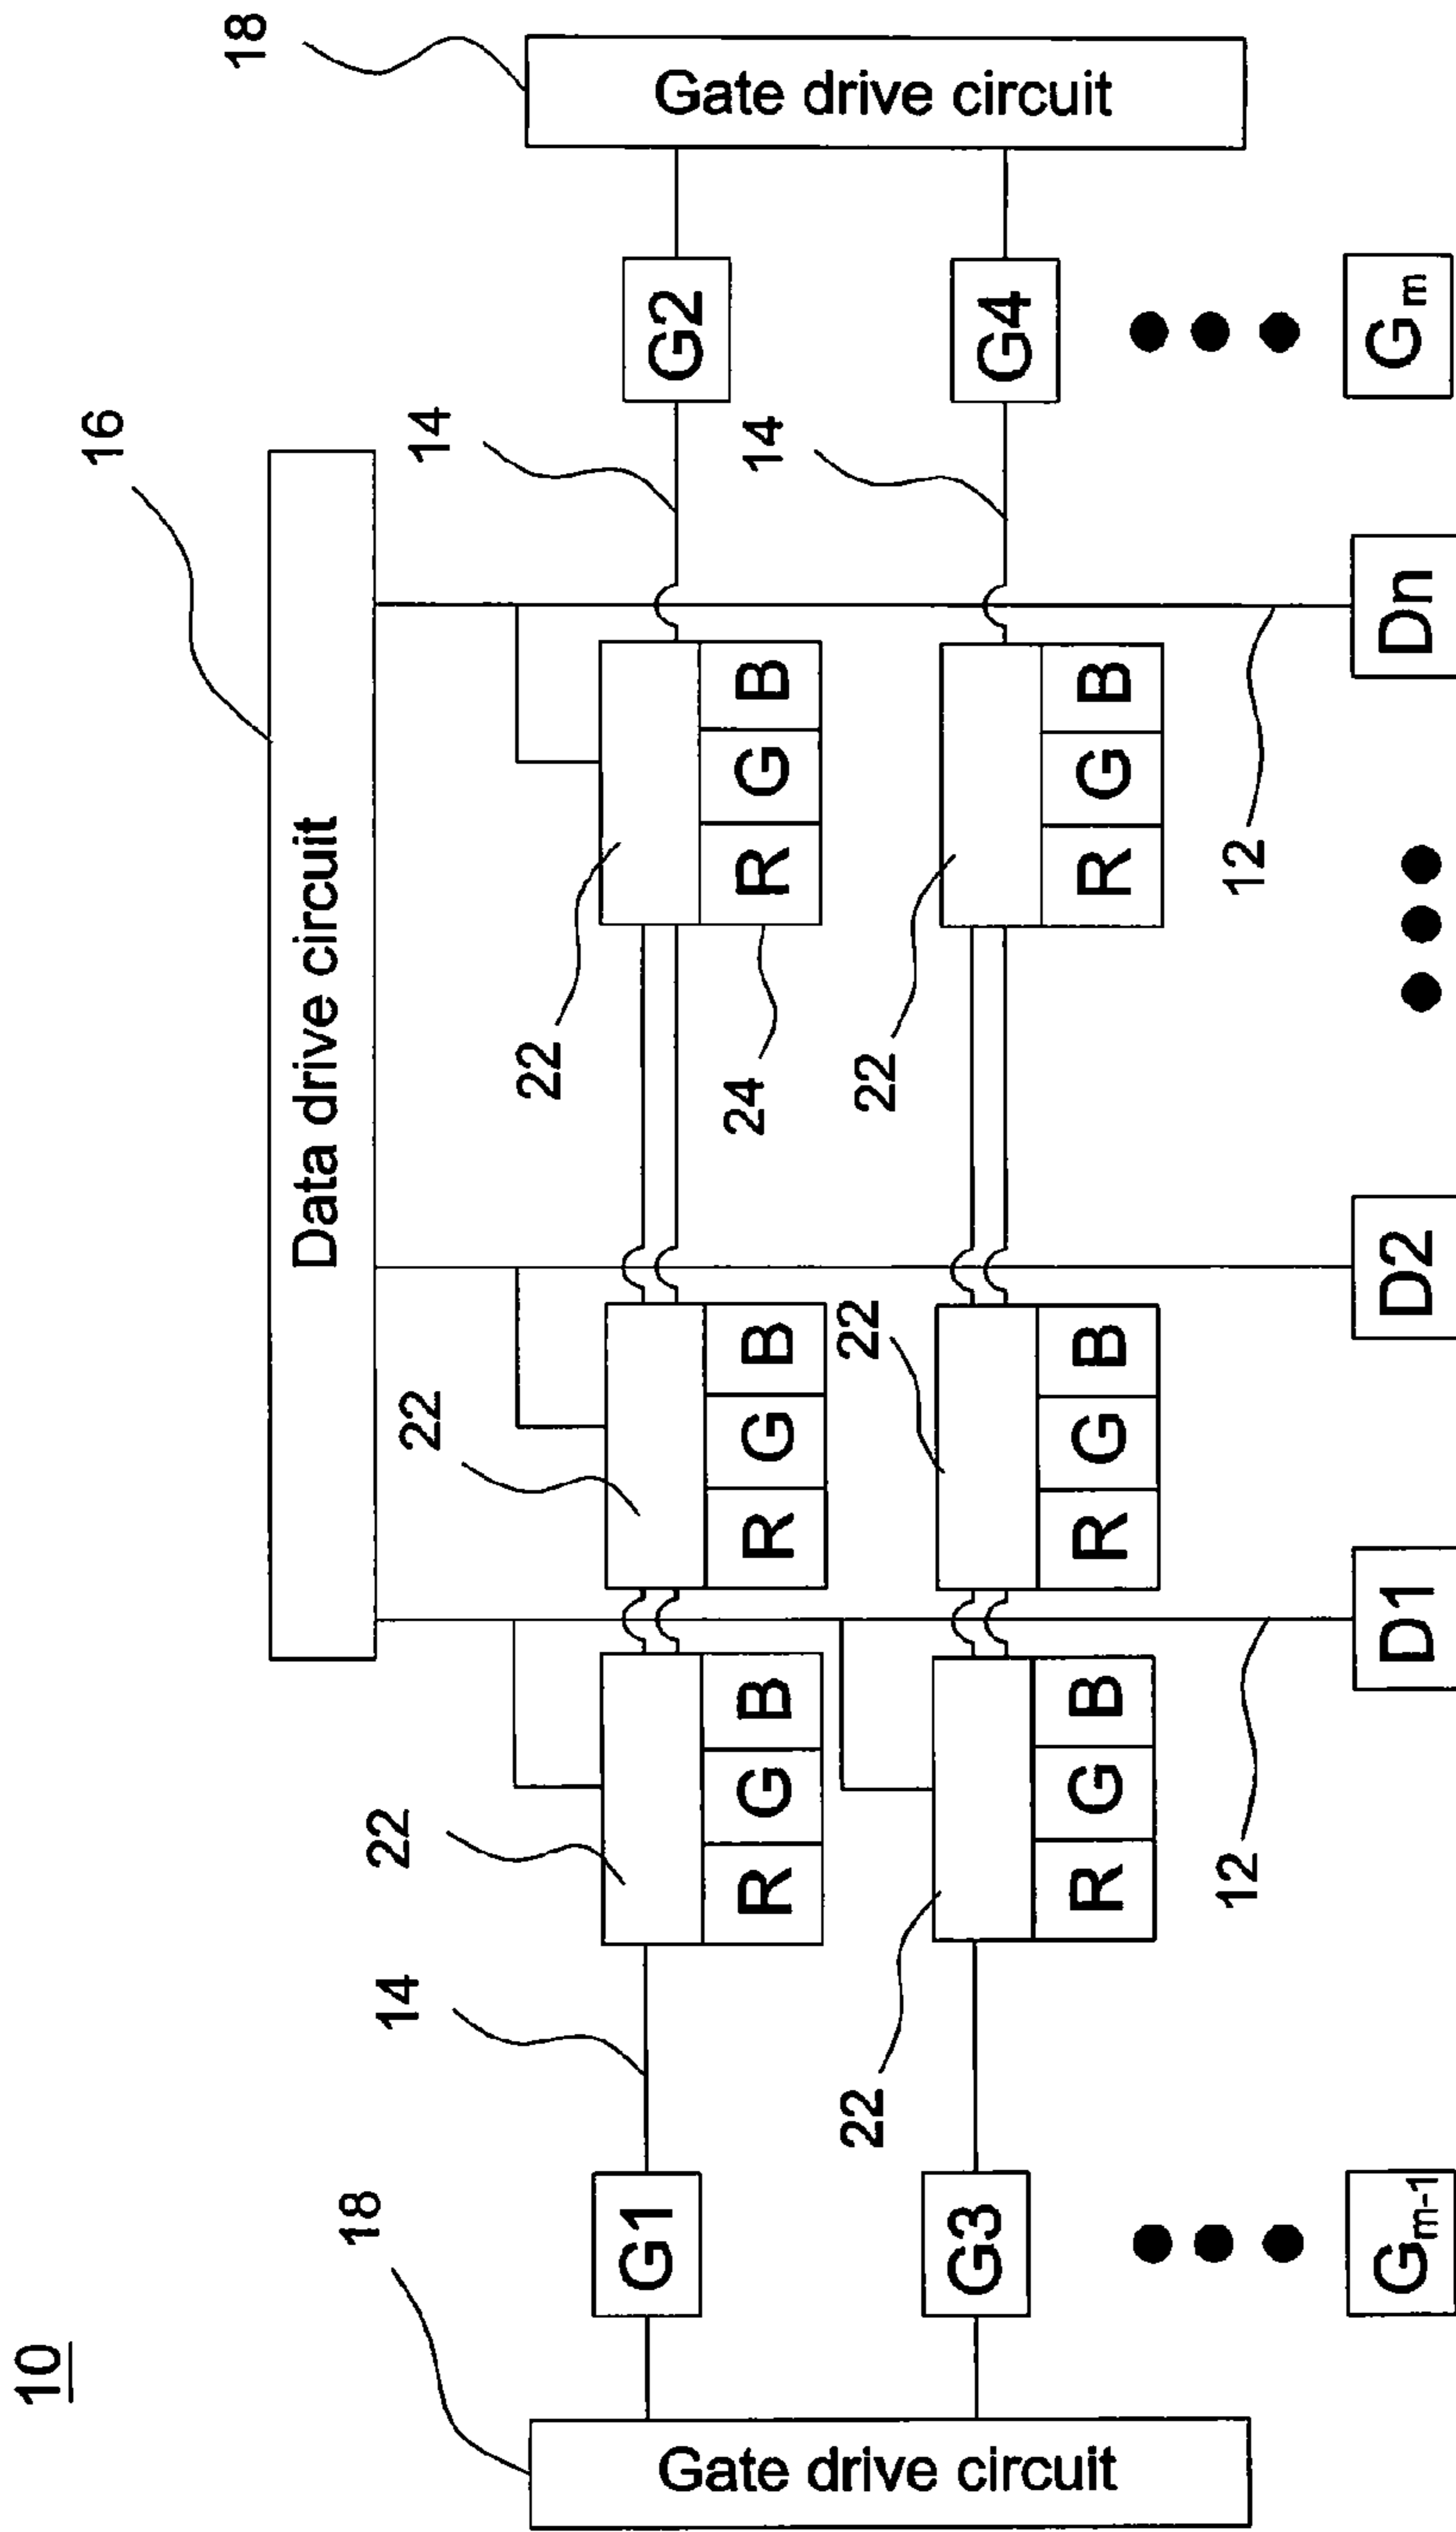 10
16
18
Data drive circuit
18
14
22
22
14
22
14
Gate drive circuit
G1
R G B
R G B
24
R G B
G2
Gate drive circuit
22
22
22
G3
R G B
R G B
R G B
G4
12
12
Gm-1
D1
D2
Dn
Gm